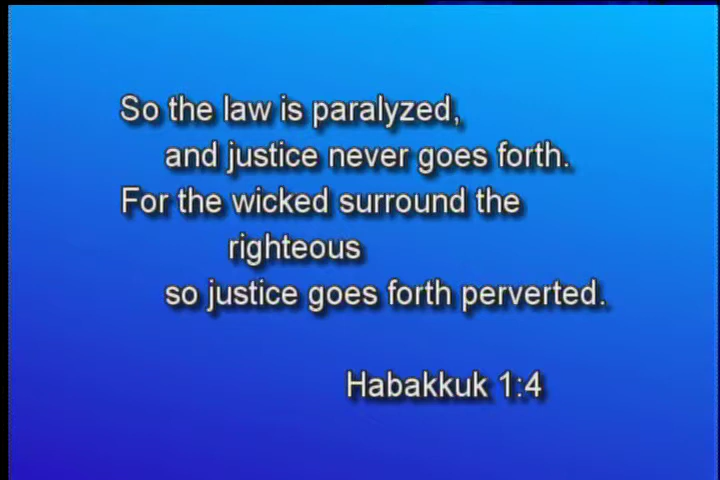 So the law is paralyzed,
and justice never goes forth.
For the wicked surround the
righteous
so justice goes forth perverted.
Habakkuk 1:4